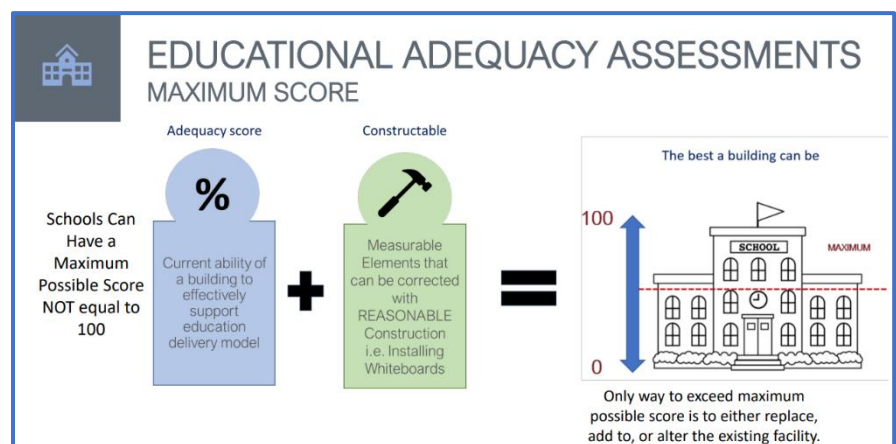 EDUCATIONAL ADEQUACY ASSESSMENTS
MAXIMUM SCORE
Schools Can
Have a
Maximum
Possible Score
NOT equal to
100
Adequacy score
%
Current ability of
a building to
effectively
support
education
delivery model
+
Constructable
Measurable
Elements that
can be corrected
with
REASONABLE
Construction
i.e. Installing
Whiteboards
=
The best a building can be
100
SCHOOL
MAXIMUM
0
Only way to exceed maximum
possible score is to either replace,
add to, or alter the existing facility.